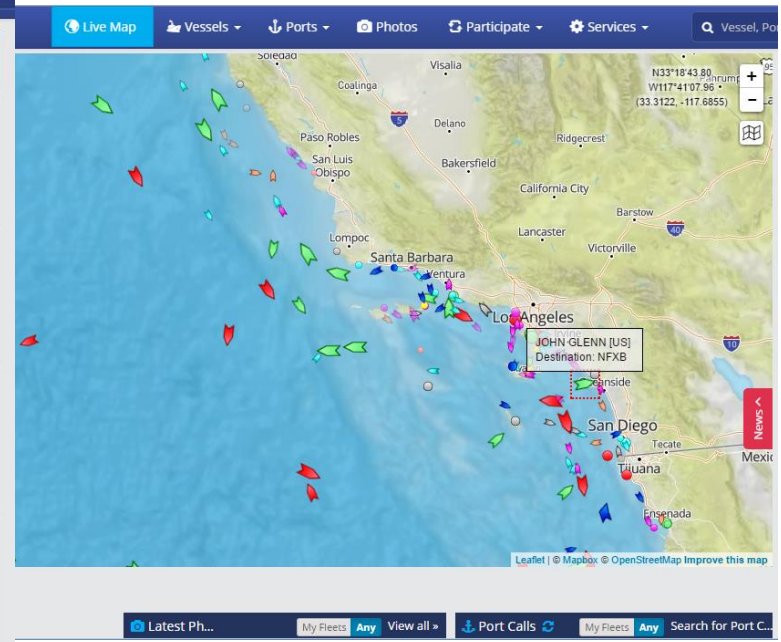 Live Map Vessels Ports Photos Participate Services Vessel, Po
Soledad
Visalia
N33°18'43.80
W117°41'07.96
(33.3122, -117.6855)
+
−
Coalinga
5
Delano
Paso Robles
Ridgecrest
San Luis
Obispo
Bakersfield
California City
Barstow
40
Lompoc
Lancaster
Victorville
Santa Barbara
Ventura
Los Angeles
Irvine
10
JOHN GLENN [US]
Destination: NFXB
News
San Diego
Tecate
Mexic
Tijuana
Ensenada
Leaflet | © Mapbox © OpenStreetMap Improve this map
Latest Ph... My Fleets Any View all » Port Calls My Fleets Any Search for Port C...